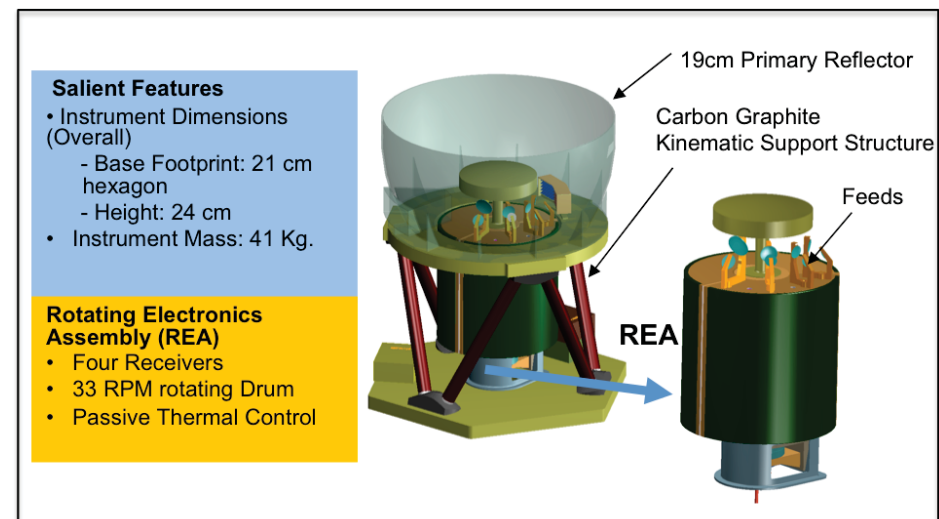 Salient Features
• Instrument Dimensions
(Overall)
- Base Footprint: 21 cm
hexagon
- Height: 24 cm
• Instrument Mass: 41 Kg.
Rotating Electronics
Assembly (REA)
• Four Receivers
• 33 RPM rotating Drum
• Passive Thermal Control
19cm Primary Reflector
Carbon Graphite
Kinematic Support Structure
Feeds
REA